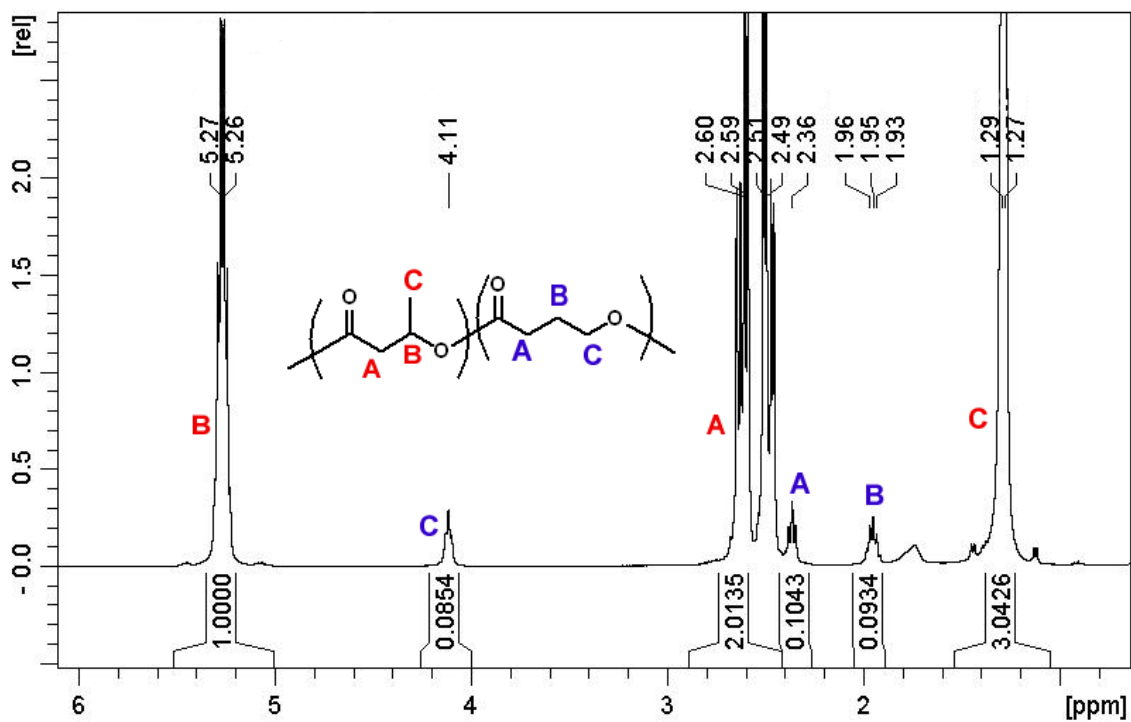 [rel]
5.27
5.26
4.11
2.60
2.59
2.51
2.49
2.36
1.96
1.95
1.93
1.29
1.27
2.0
1.5
1.0
0.5
- 0.0
C
O
O
B
O
O
A
B
A
C
B
A
C
C
A
B
1.0000
0.0854
2.0135
0.1043
0.0934
3.0426
6
5
4
3
2
[ppm]